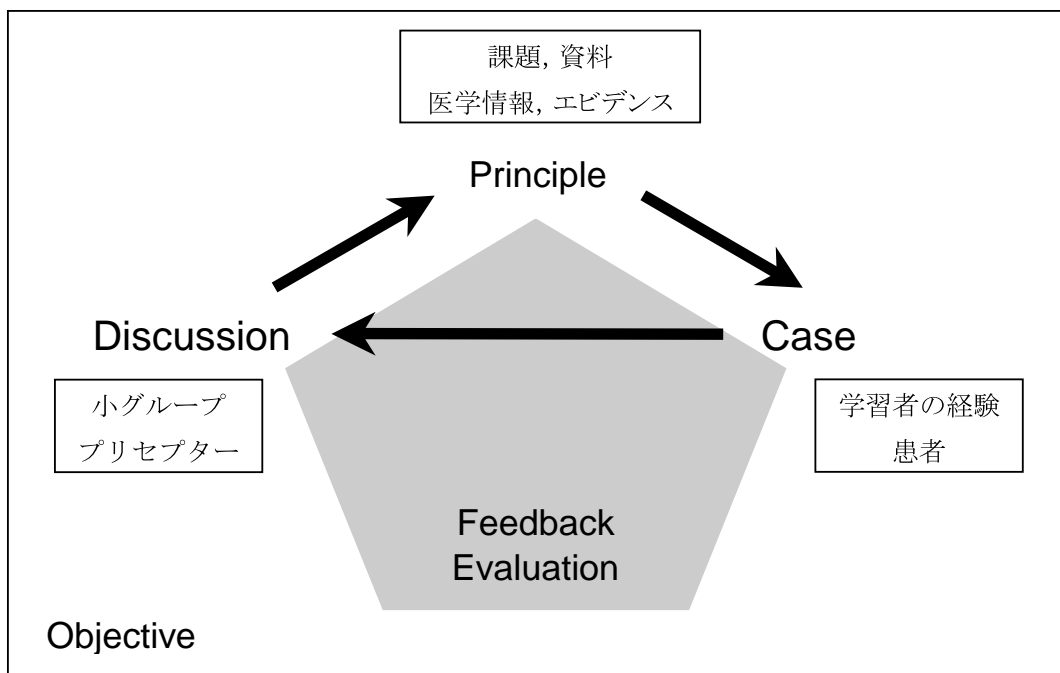 課題, 資料
医学情報, エビデンス
Principle
Discussion
Case
小グループ
プリセプター
学習者の経験
患者
Feedback
Evaluation
Objective